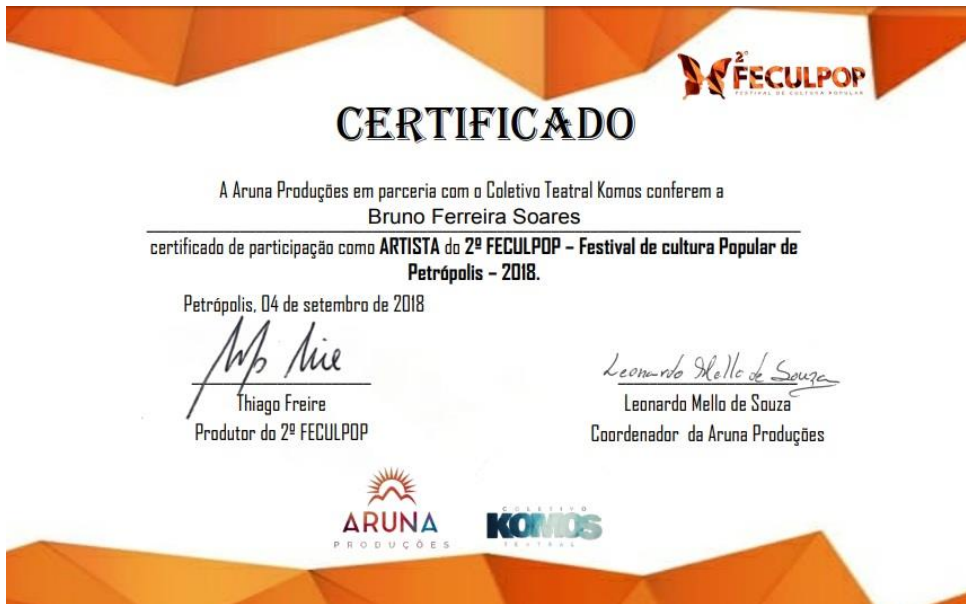 2º FECULPOP
FESTIVAL DE CULTURA POPULAR
CERTIFICADO
A Aruna Produções em parceria com o Coletivo Teatral Komos conferem a
Bruno Ferreira Soares
certificado de participação como ARTISTA do 2º FECULPOP – Festival de cultura Popular de
Petrópolis – 2018.
Petrópolis, 04 de setembro de 2018
Leonardo Mello de Souza
Thiago Freire
Leonardo Mello de Souza
Produtor do 2º FECULPOP
Coordenador da Aruna Produções
ARUNA
PRODUÇÕES
COLETIVO
KOMOS
TEATRAL